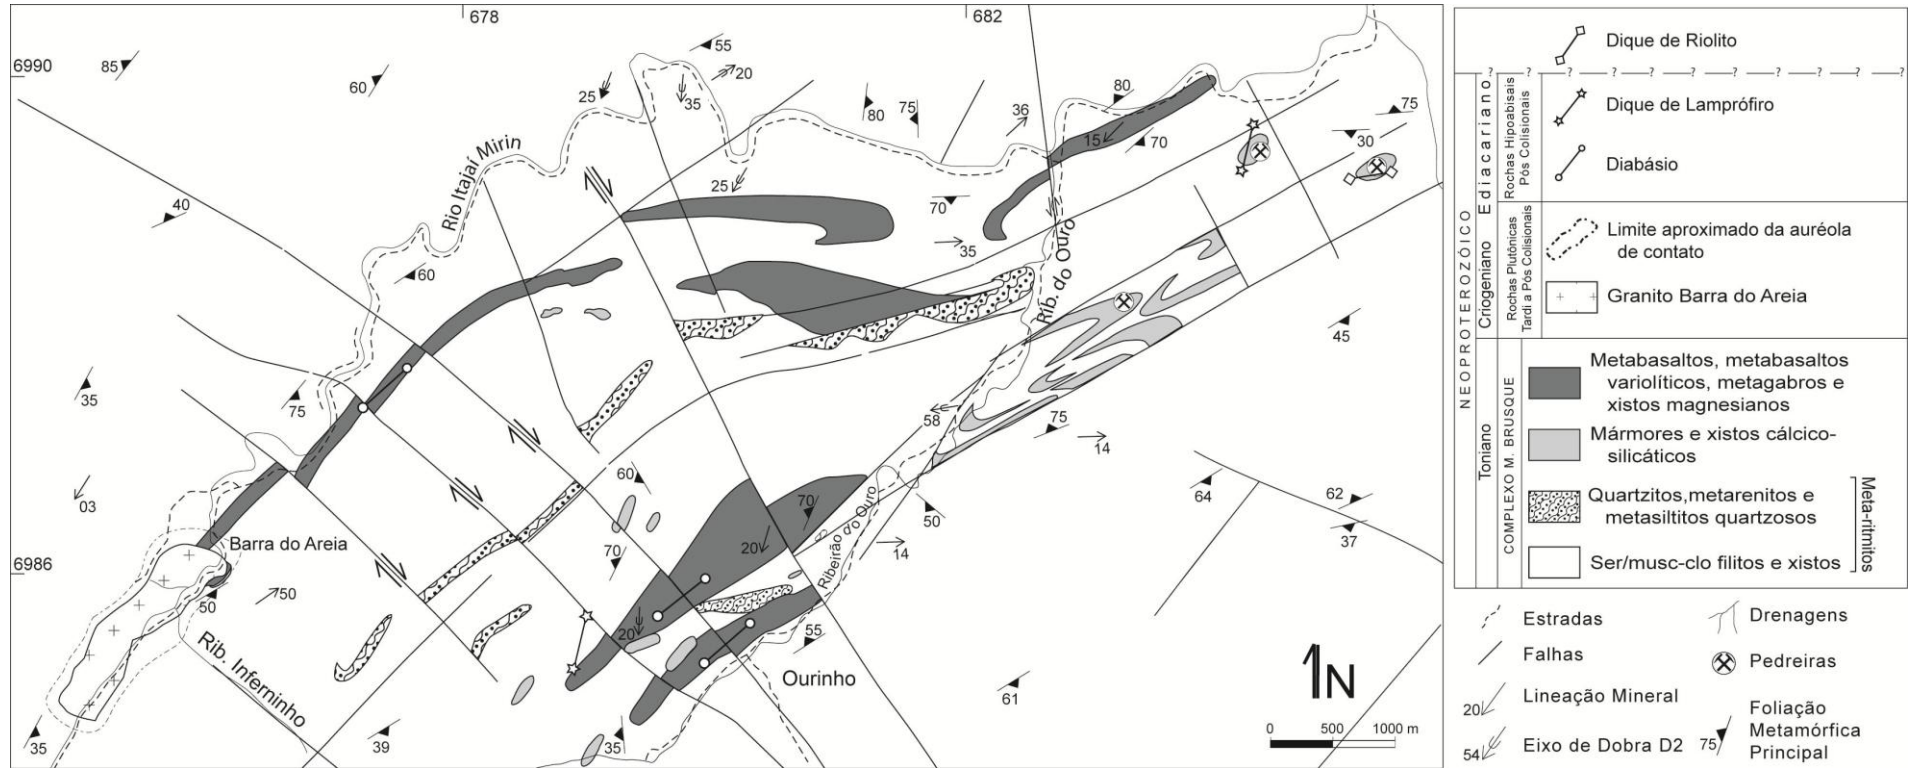 678
682
6990
6986
85
60
55
20
25
35
80
75
36
80
15
70
75
30
40
25
70
35
60
Rio Itajaí Mirin
Rib. do Ouro
45
35
75
58
75
14
03
60
70
50
64
62
37
14
20
Barra do Areia
Ribeirão do Ouro
70
50
750
20
55
Ourinho
Rib. Inferninho
61
35
39
35
N
0 500 1000 m
Dique de Riolito
? ? ? ? ? ? ? ? ? ?
Dique de Lamprófiro
Diabásio
Limite aproximado da auréola
de contato
Granito Barra do Areia
Metabasaltos, metabasaltos
variolíticos, metagabros e
xistos magnesianos
Mármores e xistos cálcico-
silicáticos
Quartzitos,metarenitos e
metasiltitos quartzosos
Ser/musc-clo filitos e xistos
Meta-ritmitos
NEOPROTEROZÓICO
Ediacariano
Criogeniano
Toniano
Rochas Hipoabisais
Pós Colisionais
Rochas Plutônicas
Tardi a Pós Colisionais
COMPLEXO M. BRUSQUE
Estradas
Falhas
20
Lineação Mineral
54
Eixo de Dobra D2
Drenagens
Pedreiras
75
Foliação
Metamórfica
Principal